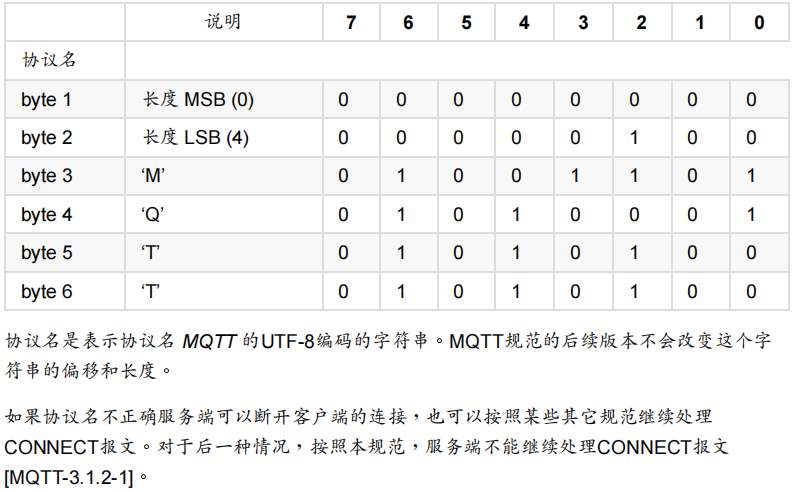 说明 7 6 5 4 3 2 1 0
协议名
byte 1 长度 MSB (0) 0 0 0 0 0 0 0 0
byte 2 长度 LSB (4) 0 0 0 0 0 1 0 0
byte 3 ‘M’ 0 1 0 0 1 1 0 1
byte 4 ‘Q’ 0 1 0 1 0 0 0 1
byte 5 ‘T’ 0 1 0 1 0 1 0 0
byte 6 ‘T’ 0 1 0 1 0 1 0 0
协议名是表示协议名 MQTT 的UTF-8编码的字符串。MQTT规范的后续版本不会改变这个字
符串的偏移和长度。
如果协议名不正确服务端可以断开客户端的连接，也可以按照某些其它规范继续处理
CONNECT报文。对于后一种情况，按照本规范，服务端不能继续处理CONNECT报文
[MQTT-3.1.2-1]。